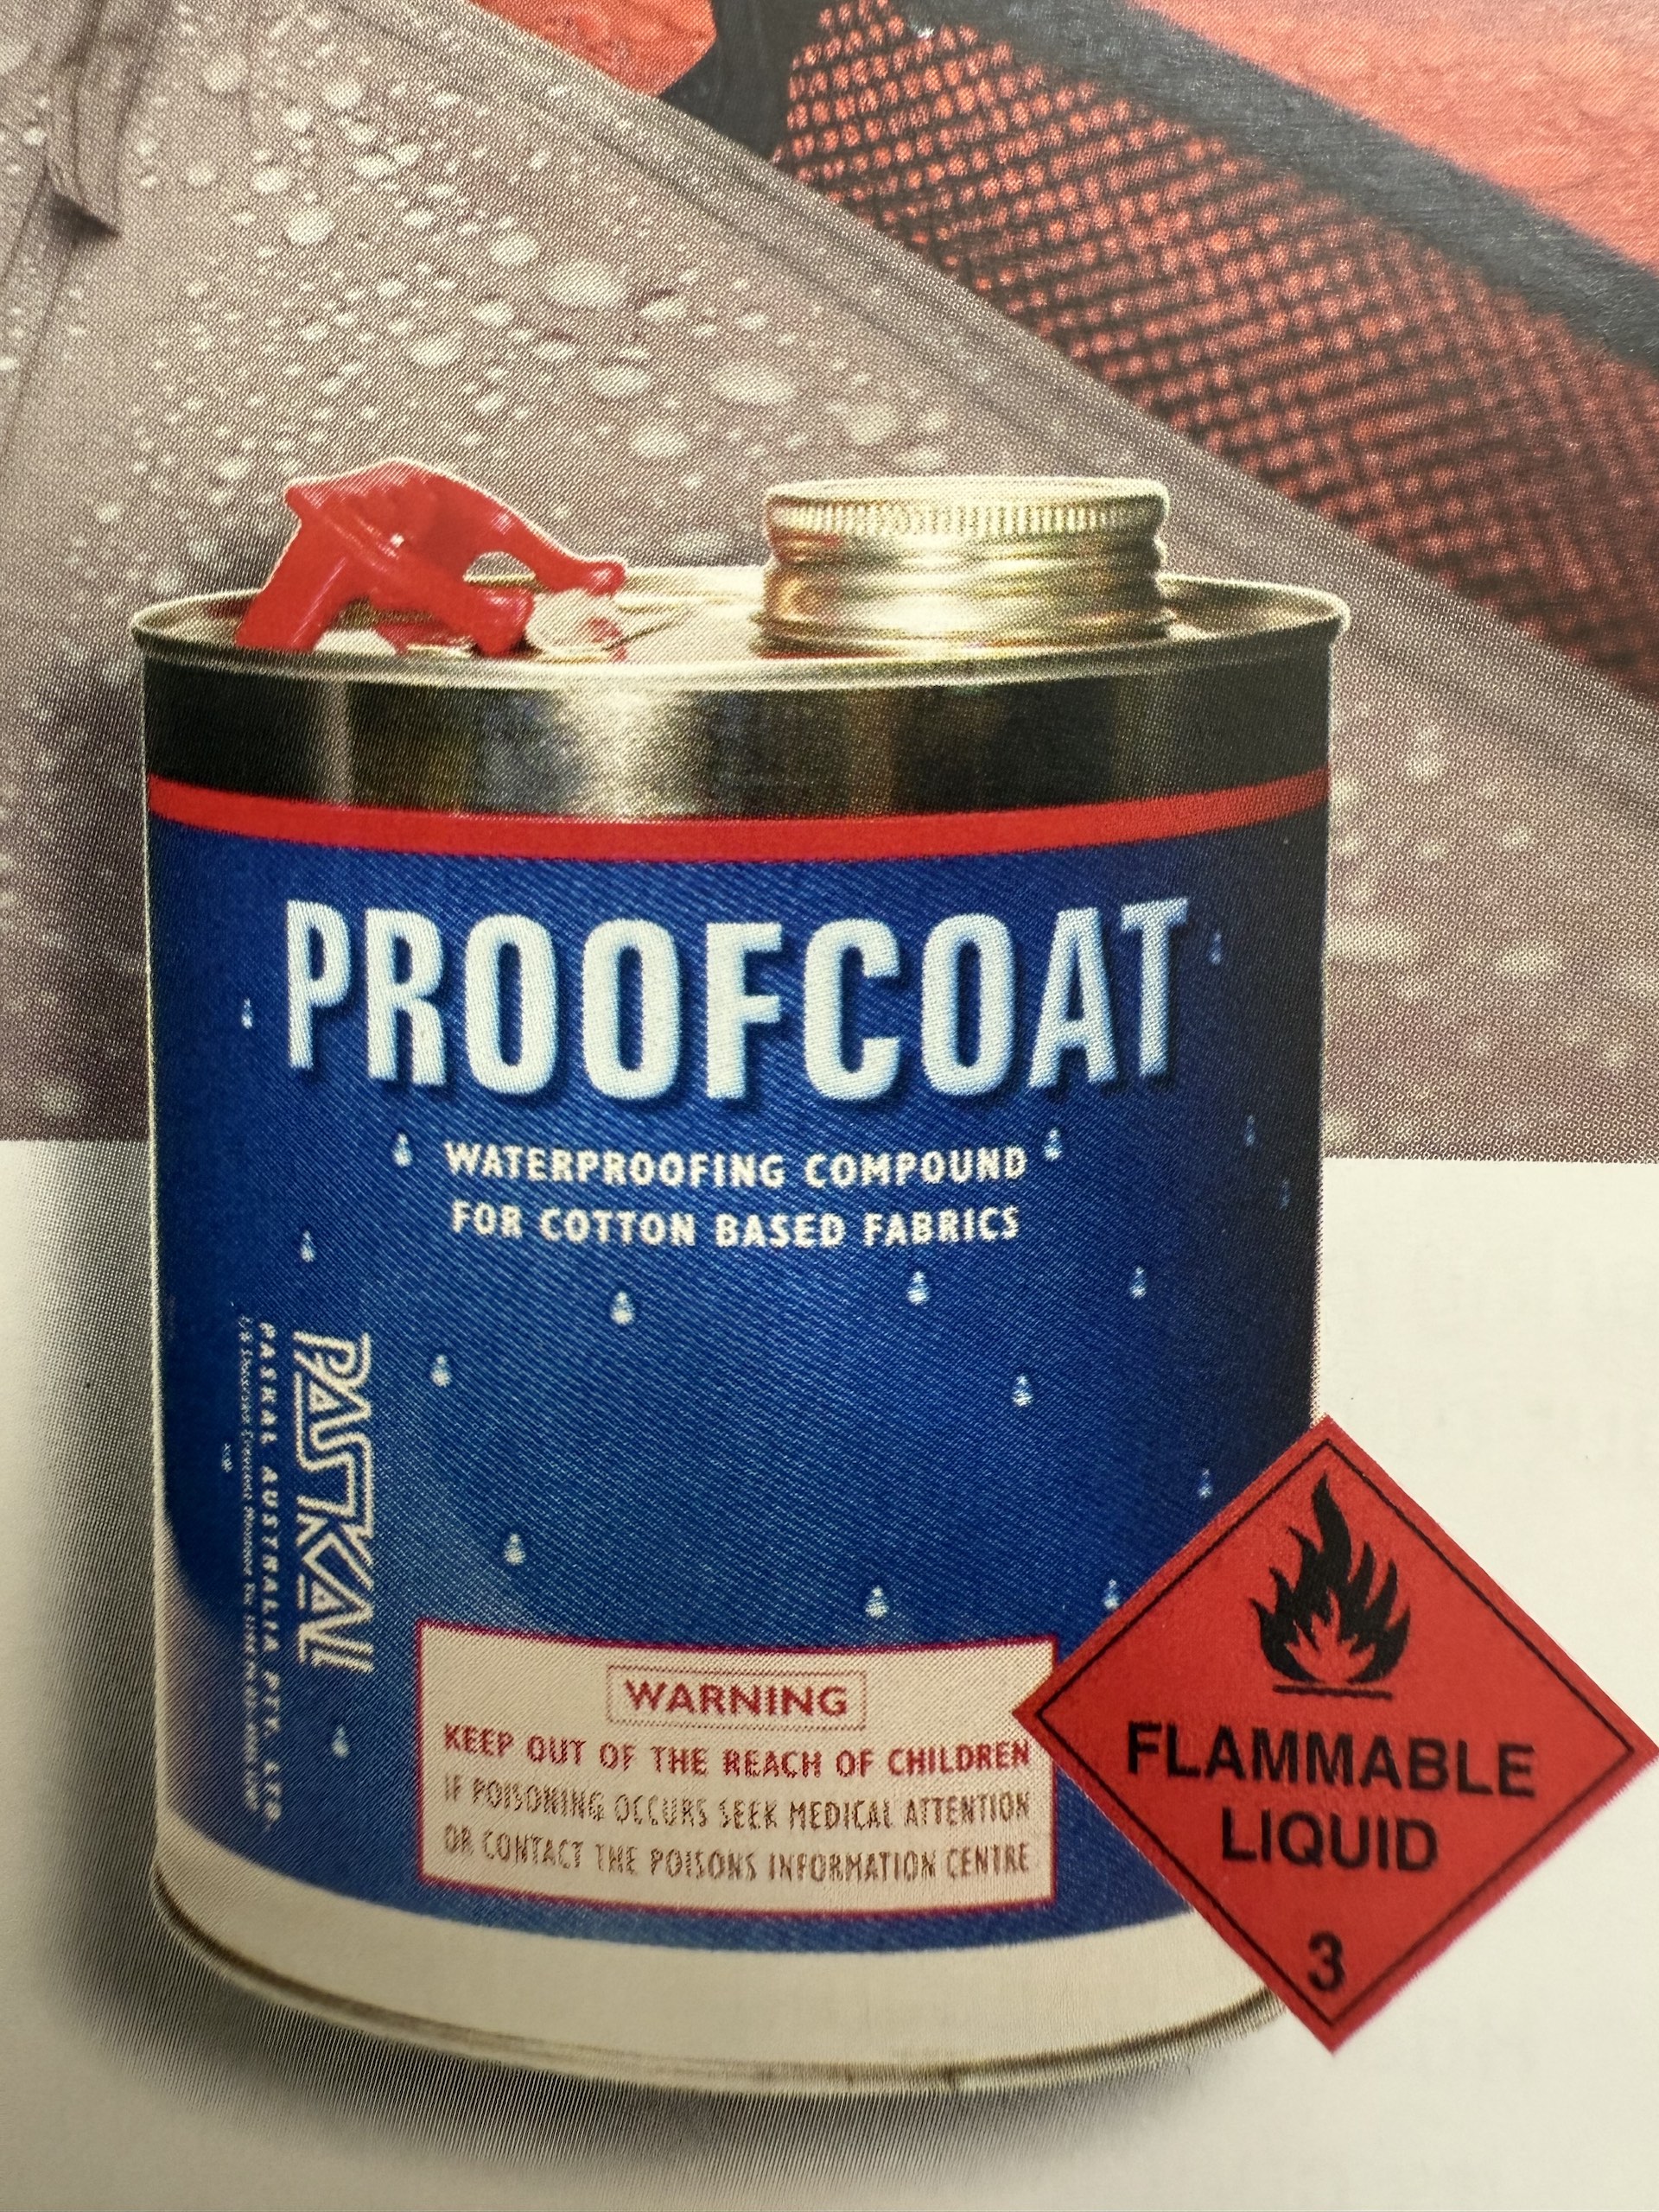 PROOFCOAT
WATERPROOFING COMPOUND
FOR COTTON BASED FABRICS
PASKAL
PASKAL AUSTRALIA PTY. LTD.
WARNING
KEEP OUT OF THE REACH OF CHILDREN
IF POISONING OCCURS SEEK MEDICAL ATTENTION
OR CONTACT THE POISONS INFORMATION CENTRE
FLAMMABLE
LIQUID
3